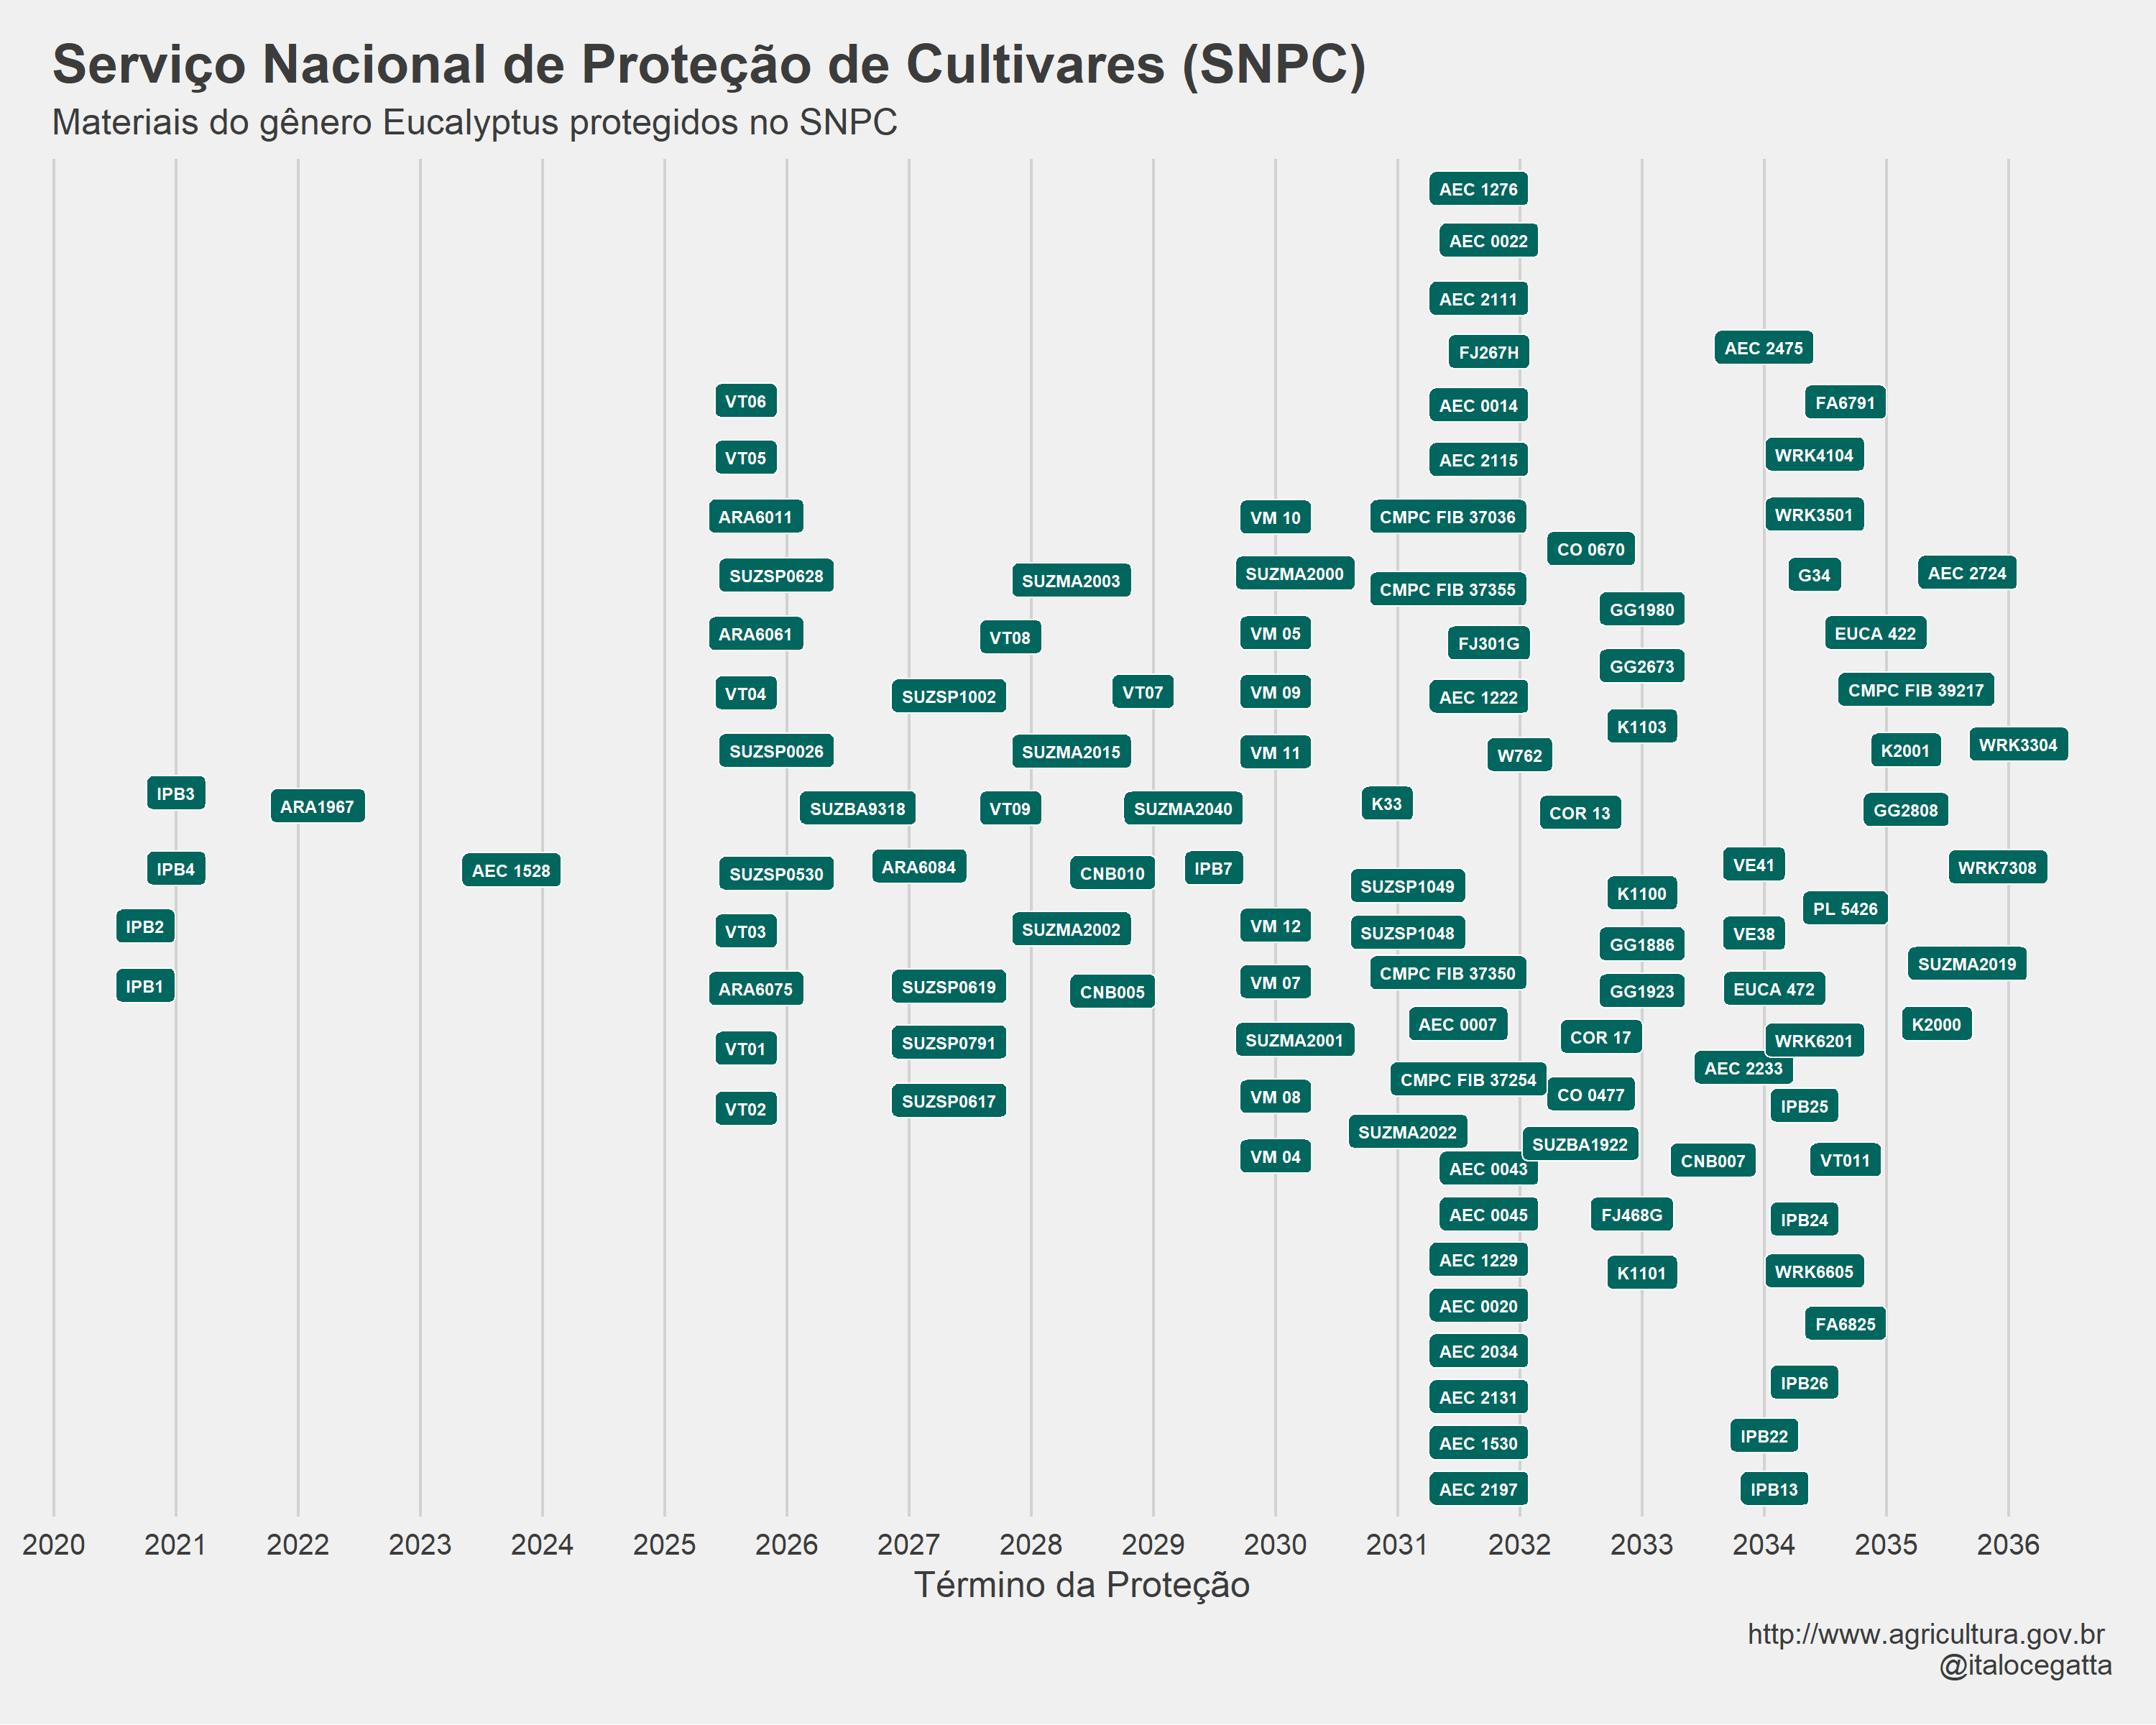 Serviço Nacional de Proteção de Cultivares (SNPC)
Materiais do gênero Eucalyptus protegidos no SNPC
AEC 1276
AEC 0022
AEC 2111
FJ267H
AEC 2475
VT06
FA6791
AEC 0014
VT05
WRK4104
AEC 2115
ARA6011
VM 10
CMPC FIB 37036
WRK3501
CO 0670
SUZSP0628
SUZMA2003
SUZMA2000
G34
AEC 2724
CMPC FIB 37355
GG1980
ARA6061
VT08
VM 05
FJ301G
EUCA 422
GG2673
VT04
SUZSP1002
VT07
VM 09
AEC 1222
CMPC FIB 39217
K1103
SUZSP0026
SUZMA2015
VM 11
W762
K2001
WRK3304
IPB3
ARA1967
SUZBA9318
VT09
SUZMA2040
K33
COR 13
GG2808
IPB4
AEC 1528
SUZSP0530
ARA6084
CNB010
IPB7
SUZSP1049
K1100
VE41
WRK7308
IPB2
VT03
SUZMA2002
VM 12
SUZSP1048
GG1886
VE38
PL 5426
IPB1
ARA6075
SUZSP0619
CNB005
VM 07
CMPC FIB 37350
GG1923
EUCA 472
SUZMA2019
VT01
SUZSP0791
SUZMA2001
AEC 0007
COR 17
WRK6201
K2000
AEC 2233
VT02
SUZSP0617
VM 08
CMPC FIB 37254
CO 0477
IPB25
SUZMA2022
SUZBA1922
VM 04
AEC 0043
CNB007
VT011
AEC 0045
FJ468G
IPB24
AEC 1229
K1101
WRK6605
AEC 0020
FA6825
AEC 2034
IPB26
AEC 2131
AEC 1530
IPB22
AEC 2197
IPB13
2020 2021 2022 2023 2024 2025 2026 2027 2028 2029 2030 2031 2032 2033 2034 2035 2036
Término da Proteção
http://www.agricultura.gov.br
@italocegatta